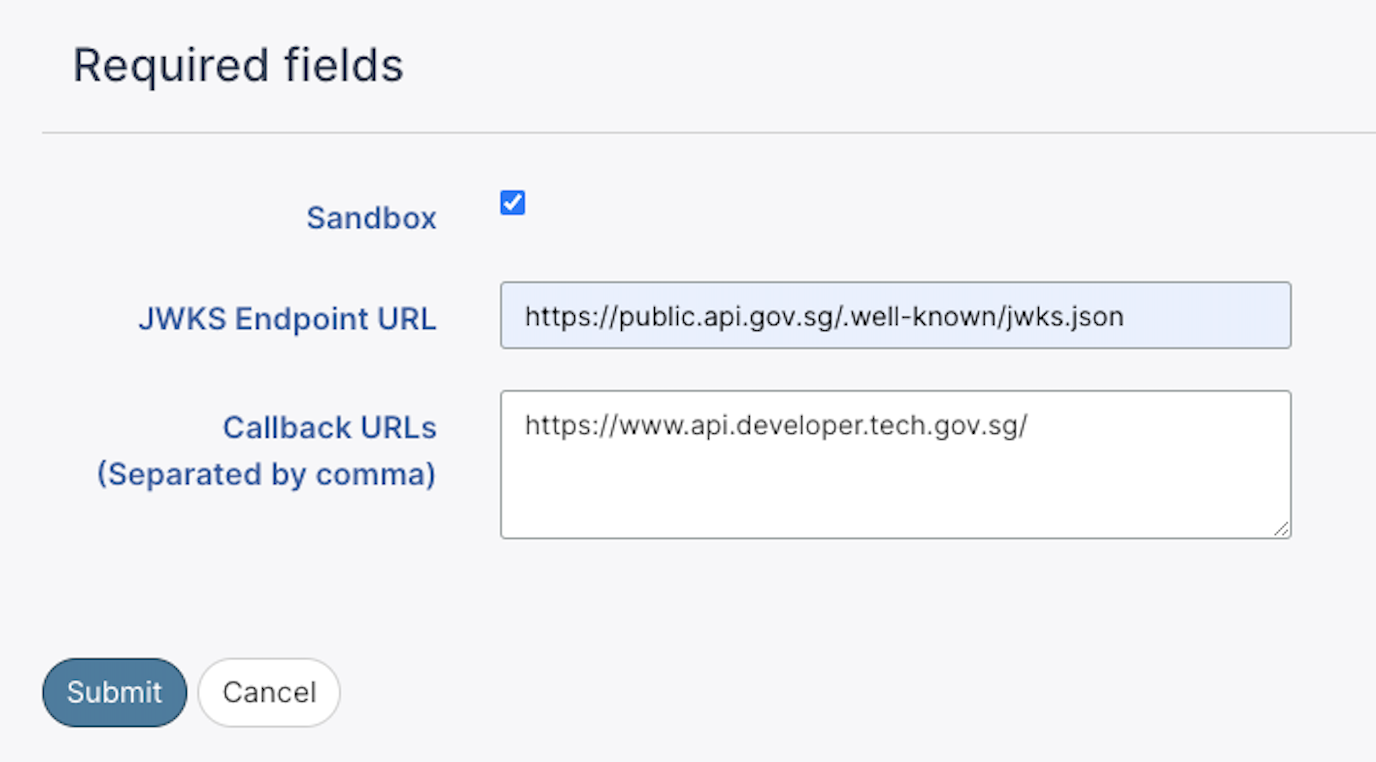 Required fields
Sandbox
JWKS Endpoint URL
https://public.api.gov.sg/.well-known/jwks.json
Callback URLs
(Separated by comma)
https://www.api.developer.tech.gov.sg/
Submit
Cancel